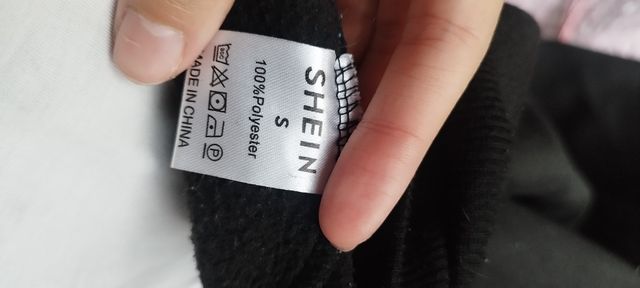 SHEIN
S
100%Polyester
MADE IN CHINA